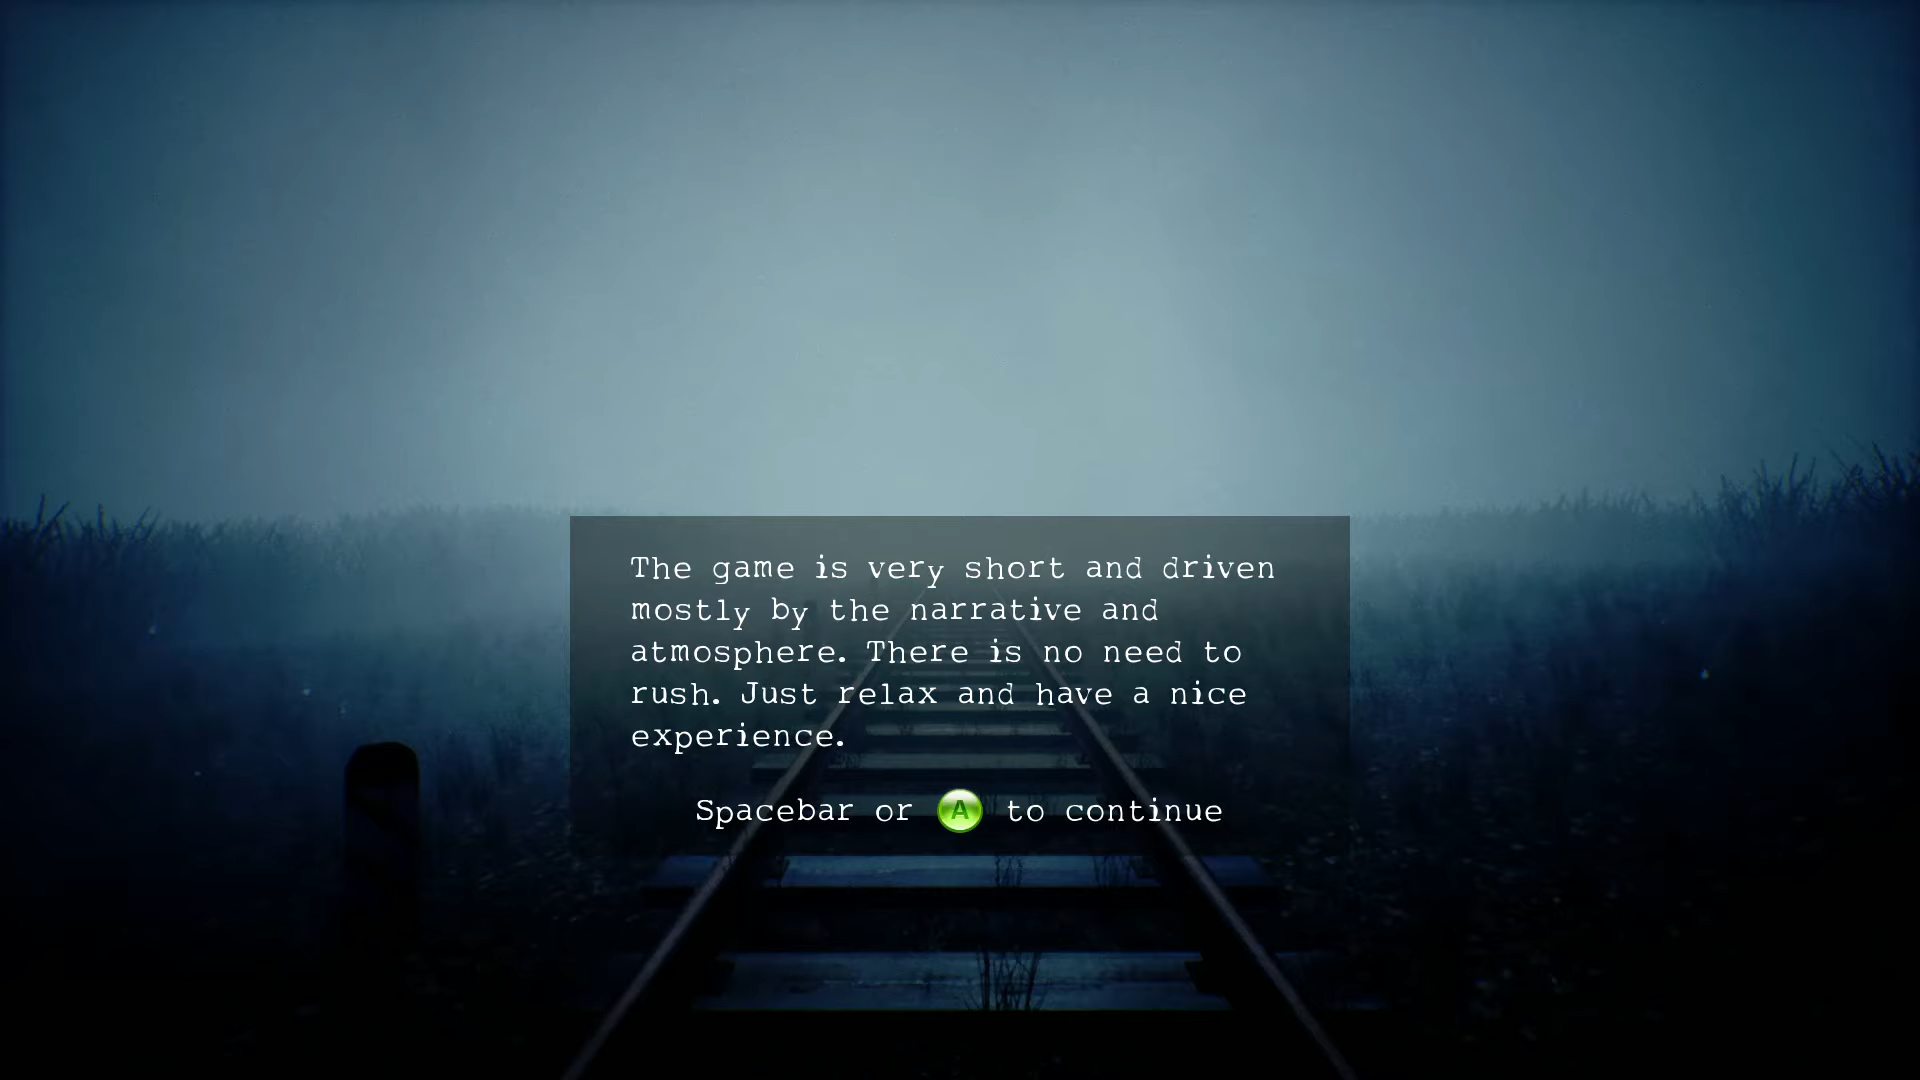 The game is very short and driven
mostly by the narrative and
atmosphere. There is no need to
rush. Just relax and have a nice
experience.
Spacebar or A to continue